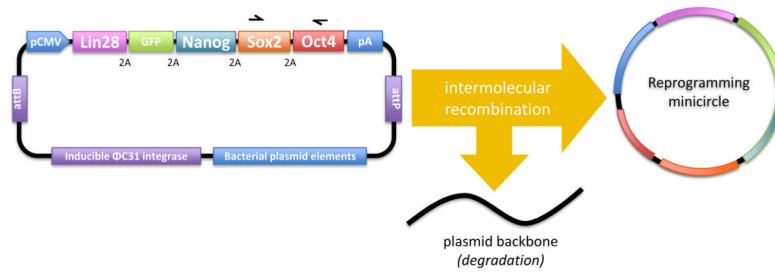 pCMV Lin28 GFP Nanog Sox2 Oct4 pA
2A 2A 2A 2A
attB
attP
Inducible ΦC31 integrase
Bacterial plasmid elements
intermolecular
recombination
plasmid backbone
(degradation)
Reprogramming
minicircle